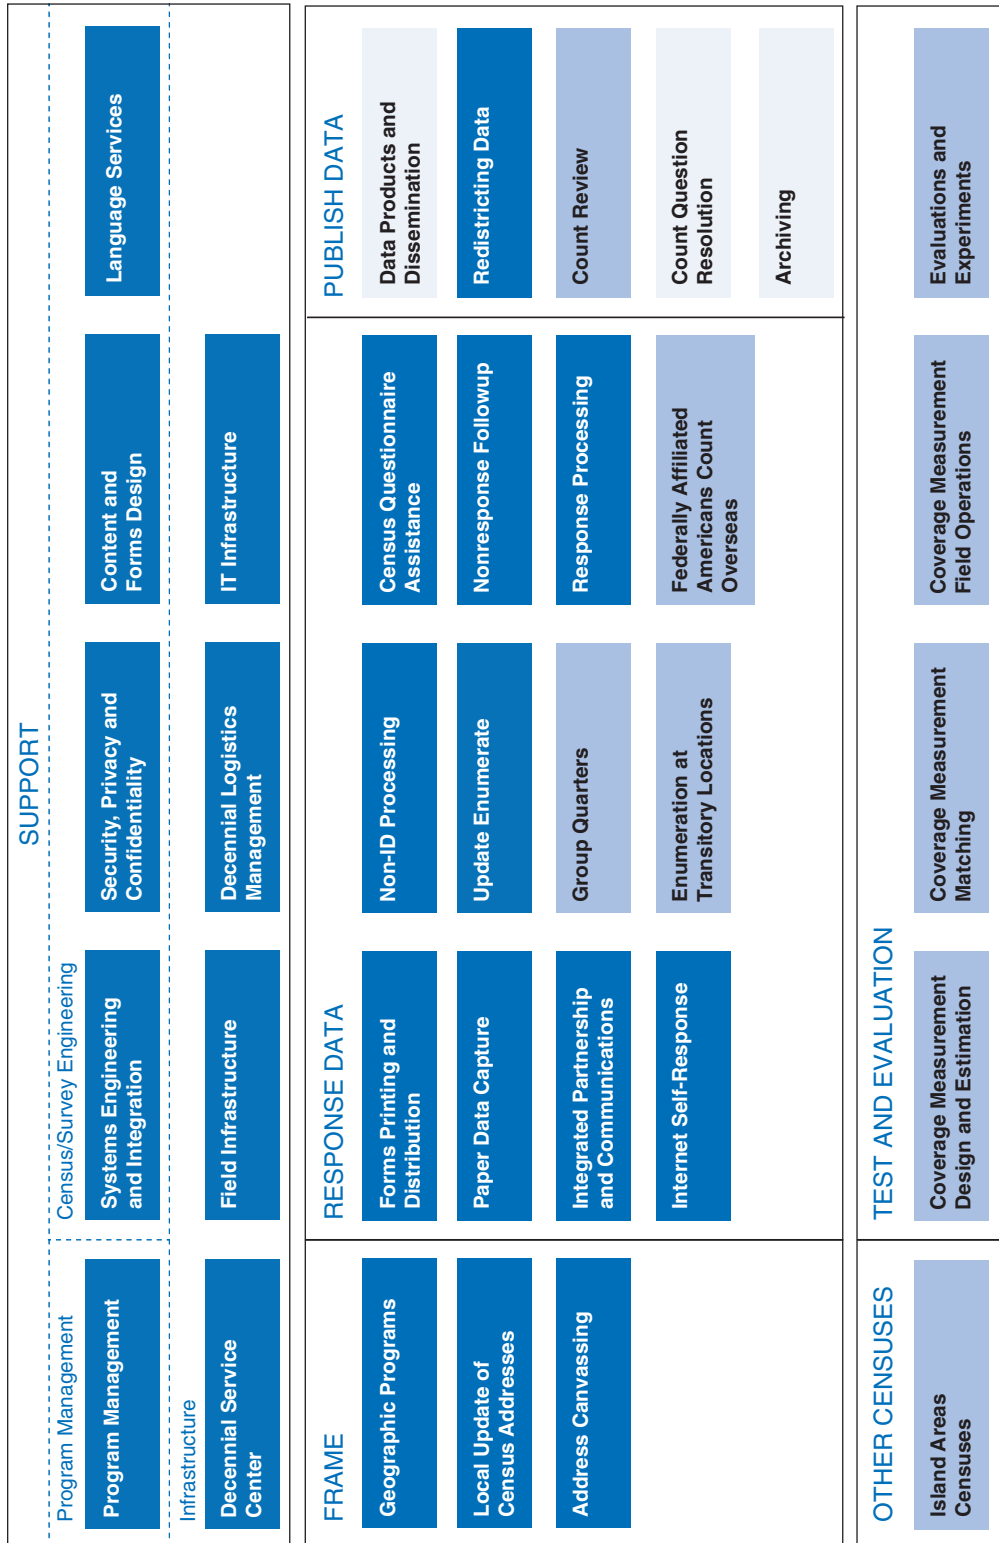 SUPPORT
Program Management
Census/Survey Engineering
Program Management
Systems Engineering
and Integration
Security, Privacy and
Confidentiality
Content and
Forms Design
Language Services
Infrastructure
Decennial Service
Center
Field Infrastructure
Decennial Logistics
Management
IT Infrastructure
FRAME
Geographic Programs
Local Update of
Census Addresses
Address Canvassing
RESPONSE DATA
Forms Printing and
Distribution
Paper Data Capture
Integrated Partnership
and Communications
Internet Self-Response
Non-ID Processing
Update Enumerate
Group Quarters
Enumeration at
Transitory Locations
Census Questionnaire
Assistance
Nonresponse Followup
Response Processing
Federally Affiliated
Americans Count
Overseas
PUBLISH DATA
Data Products and
Dissemination
Redistricting Data
Count Review
Count Question
Resolution
Archiving
OTHER CENSUSES
Island Areas
Censuses
TEST AND EVALUATION
Coverage Measurement
Design and Estimation
Coverage Measurement
Matching
Coverage Measurement
Field Operations
Evaluations and
Experiments